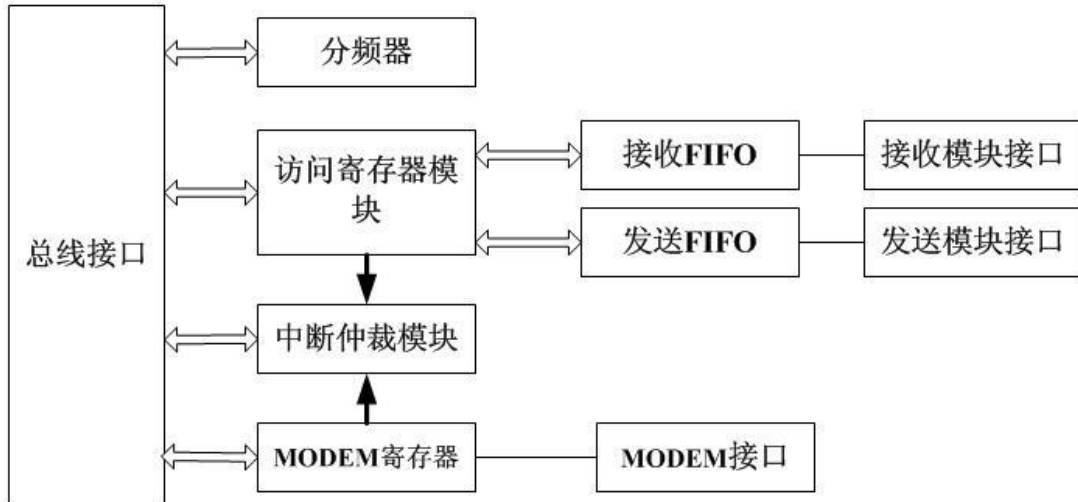 分频器
访问寄存器模
块
接收FIFO
接收模块接口
发送FIFO
发送模块接口
总线接口
中断仲裁模块
MODEM寄存器
MODEM接口